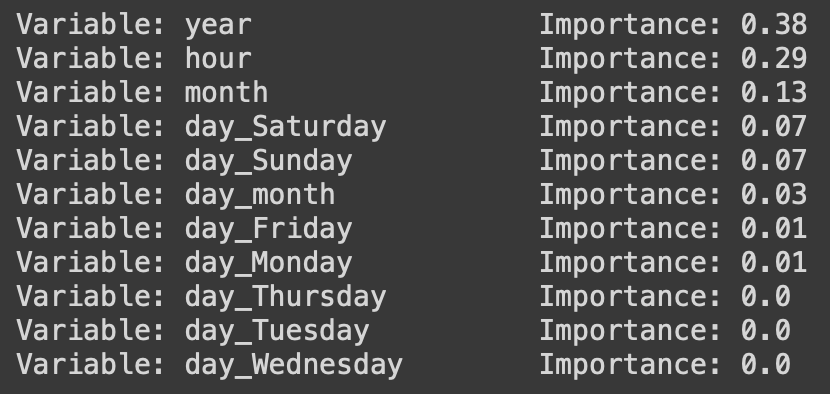 Variable: year Importance: 0.38
Variable: hour Importance: 0.29
Variable: month Importance: 0.13
Variable: day_Saturday Importance: 0.07
Variable: day_Sunday Importance: 0.07
Variable: day_month Importance: 0.03
Variable: day_Friday Importance: 0.01
Variable: day_Monday Importance: 0.01
Variable: day_Thursday Importance: 0.0
Variable: day_Tuesday Importance: 0.0
Variable: day_Wednesday Importance: 0.0